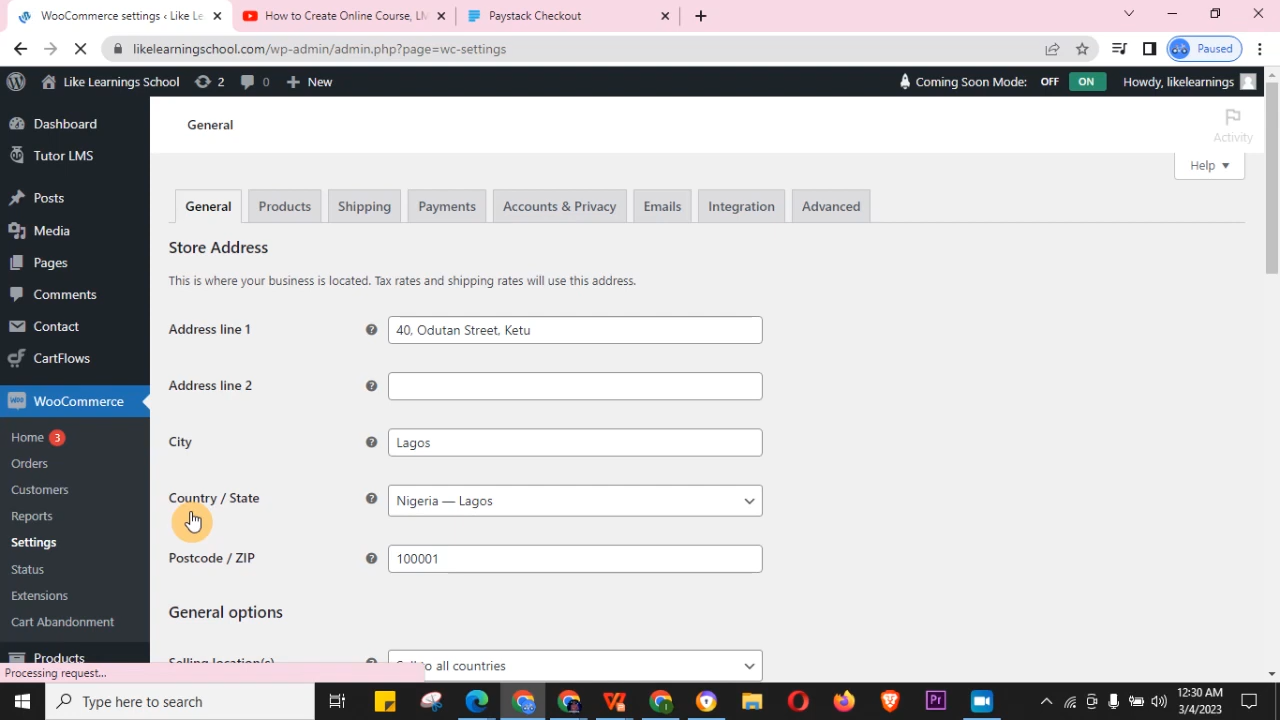 WooCommerce settings ‹ Like Le
How to Create Online Course, LM
Paystack Checkout
likelearningschool.com/wp-admin/admin.php?page=wc-settings
Paused
Like Learnings School
2
0
New
Coming Soon Mode:
OFF
ON
Howdy, likelearnings
Dashboard
Tutor LMS
Posts
Media
Pages
Comments
Contact
CartFlows
WooCommerce
Home 3
Orders
Customers
Reports
Settings
Status
Extensions
Cart Abandonment
Products
General
Activity
Help
General
Products
Shipping
Payments
Accounts & Privacy
Emails
Integration
Advanced
Store Address
This is where your business is located. Tax rates and shipping rates will use this address.
Address line 1
40, Odutan Street, Ketu
Address line 2
City
Lagos
Country / State
Nigeria — Lagos
Postcode / ZIP
100001
General options
Selling location(s)
Sell to all countries
Processing request...
Type here to search
12:30 AM
3/4/2023